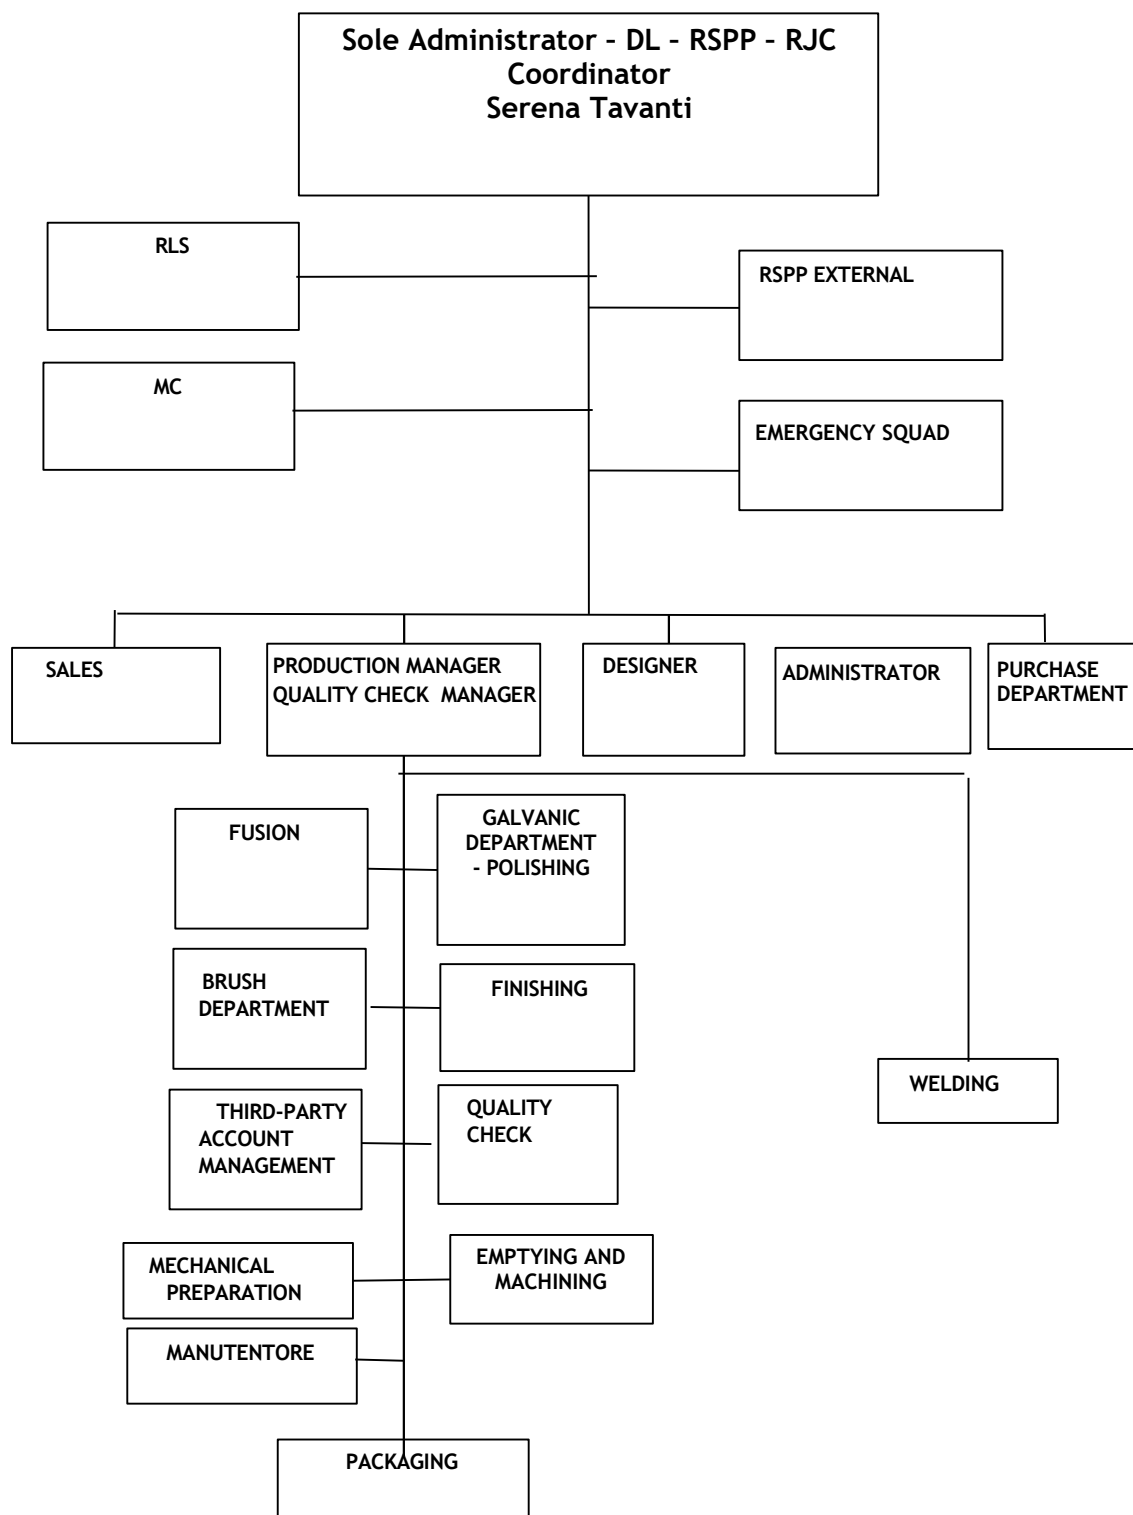 Sole Administrator – DL – RSPP – RJC
Coordinator
Serena Tavanti
RLS
RSPP EXTERNAL
MC
EMERGENCY SQUAD
SALES
PRODUCTION MANAGER
QUALITY CHECK MANAGER
DESIGNER
ADMINISTRATOR
PURCHASE
DEPARTMENT
FUSION
GALVANIC
DEPARTMENT
- POLISHING
BRUSH
DEPARTMENT
FINISHING
WELDING
THIRD-PARTY
ACCOUNT
MANAGEMENT
QUALITY
CHECK
MECHANICAL
PREPARATION
EMPTYING AND
MACHINING
MANUTENTORE
PACKAGING